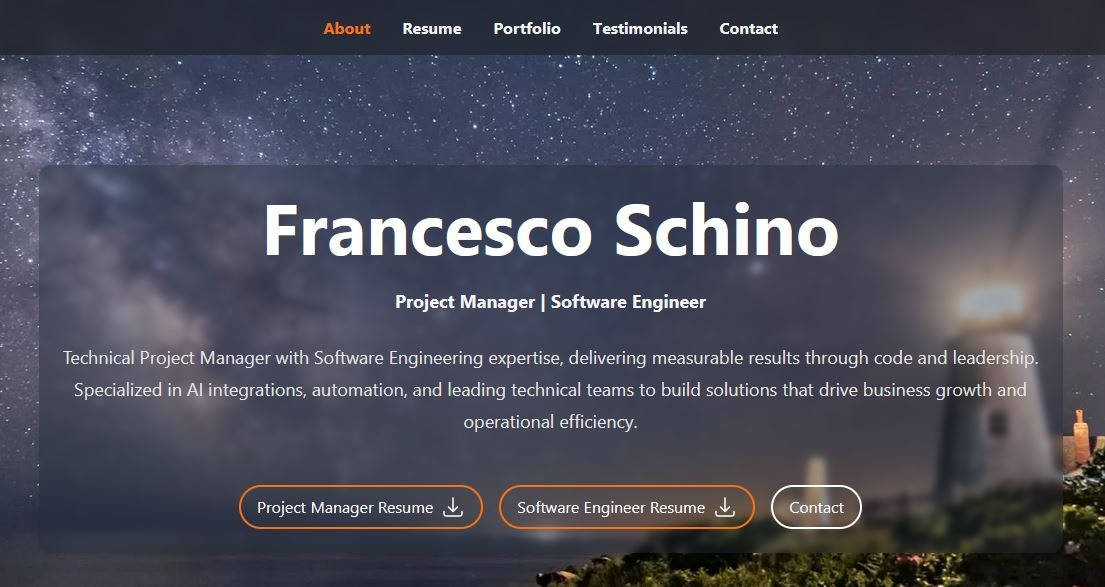 About Resume Portfolio Testimonials Contact
Francesco Schino
Project Manager | Software Engineer
Technical Project Manager with Software Engineering expertise, delivering measurable results through code and leadership.
Specialized in AI integrations, automation, and leading technical teams to build solutions that drive business growth and
operational efficiency.
Project Manager Resume Software Engineer Resume Contact